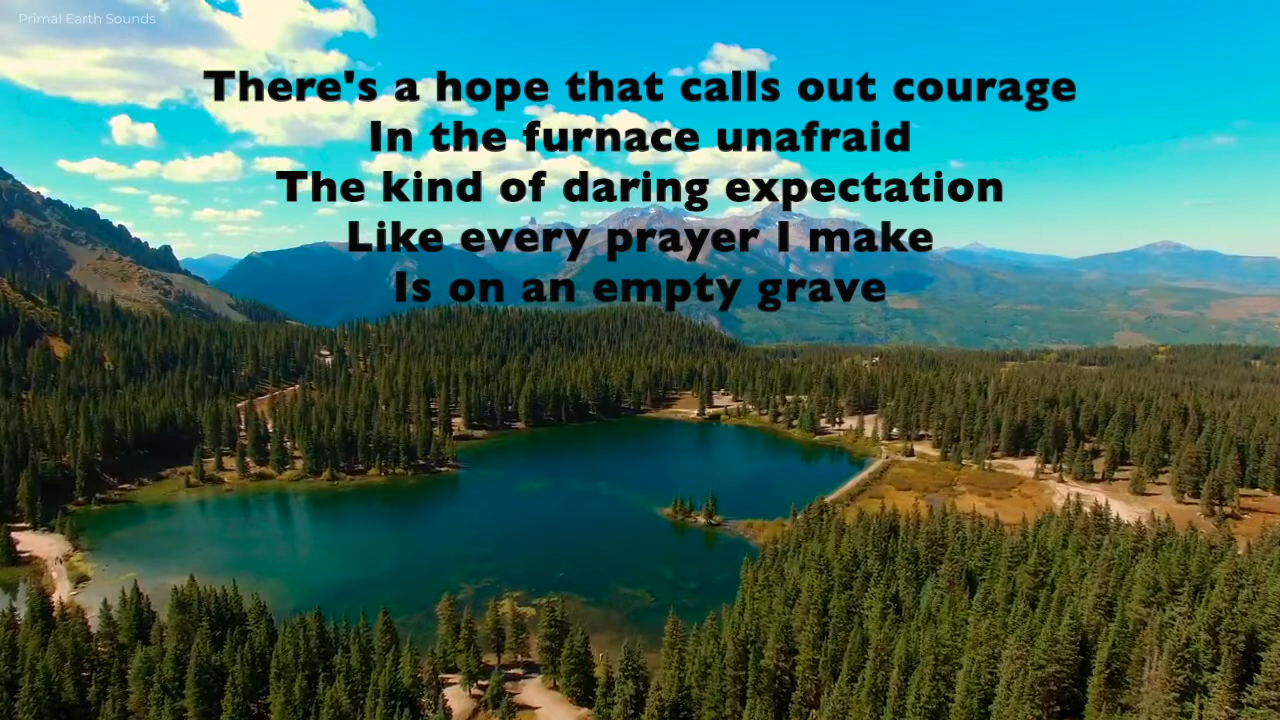 Primal Earth Sounds
There's a hope that calls out courage
In the furnace unafraid
The kind of daring expectation
Like every prayer I make
Is on an empty grave